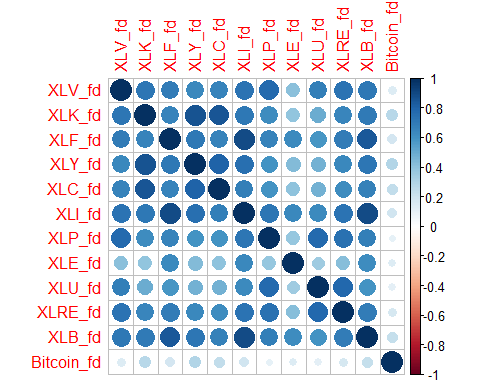 XLV_fd XLK_fd XLF_fd XLY_fd XLC_fd XLI_fd XLP_fd XLE_fd XLU_fd XLRE_fd XLB_fd Bitcoin_fd
XLV_fd
XLK_fd
XLF_fd
XLY_fd
XLC_fd
XLI_fd
XLP_fd
XLE_fd
XLU_fd
XLRE_fd
XLB_fd
Bitcoin_fd
1
0.8
0.6
0.4
0.2
0
-0.2
-0.4
-0.6
-0.8
-1